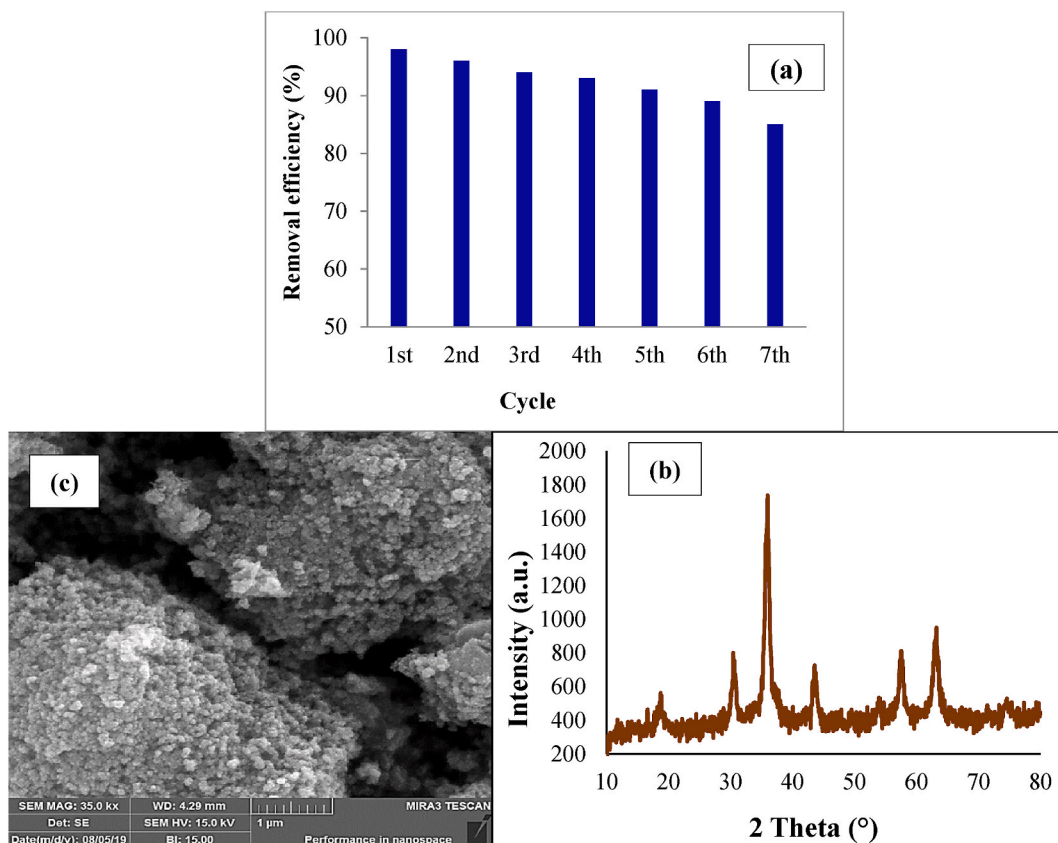 (a)
Removal efficiency (%)
100
90
80
70
60
50
1st 2nd 3rd 4th 5th 6th 7th
Cycle
(c)
SEM MAG: 35.0 kx WD: 4.29 mm MIRA3 TESCAN
Det: SE SEM HV: 15.0 kV 1 µm
Date(m/d/y): 08/05/19 BI: 15.00 Performance in nanospace
(b)
Intensity (a.u.)
2000
1800
1600
1400
1200
1000
800
600
400
200
10 20 30 40 50 60 70 80
2 Theta (°)